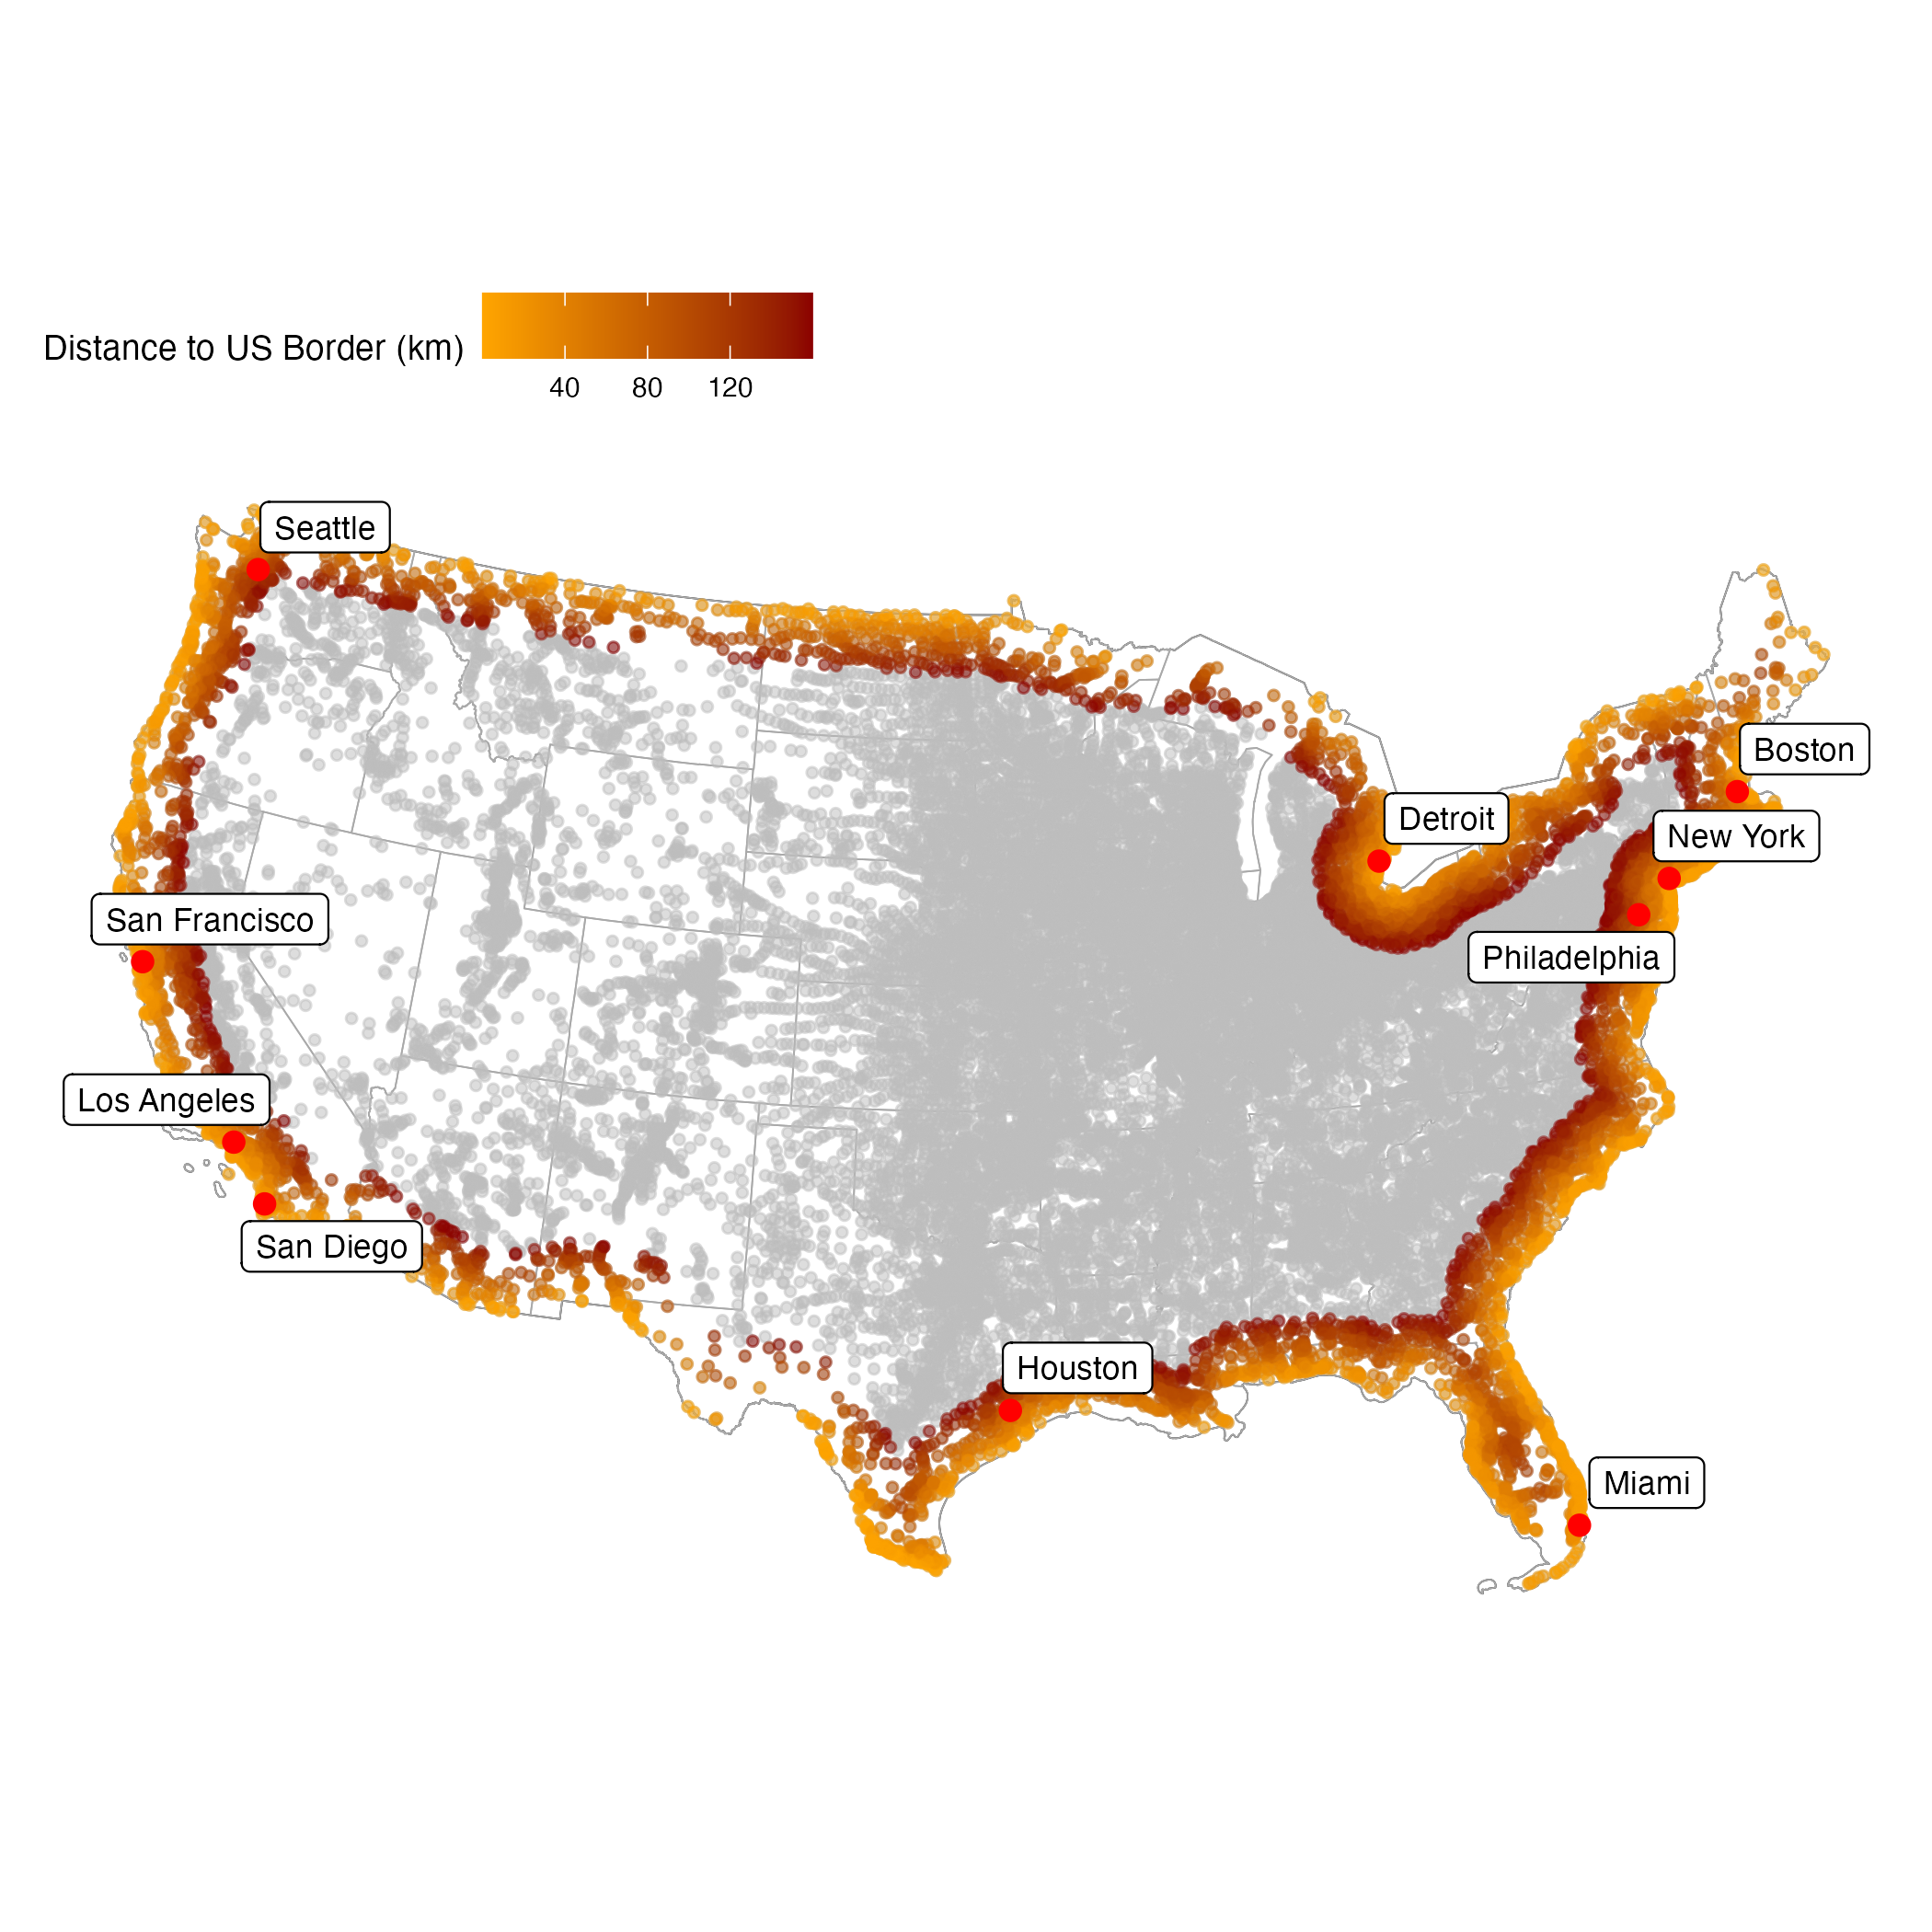 Distance to US Border (km)
40 80 120
Seattle
Boston
Detroit
New York
San Francisco
Philadelphia
Los Angeles
San Diego
Houston
Miami